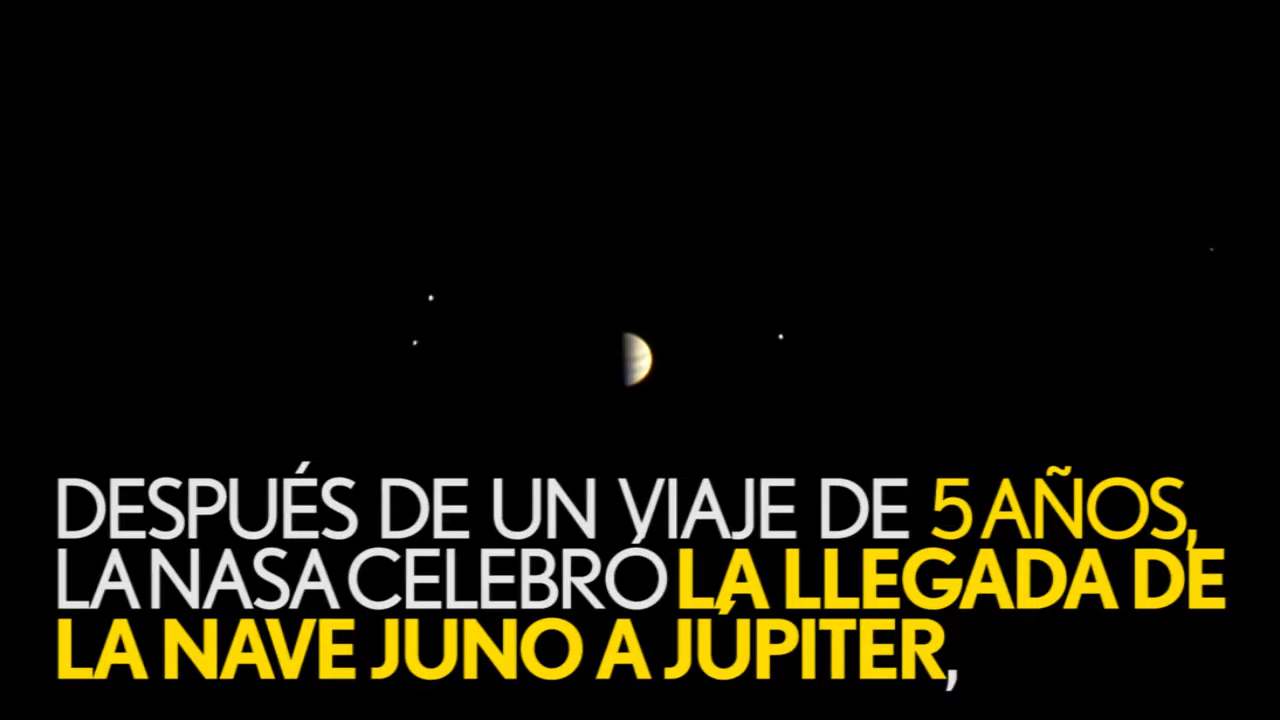 DESPUÉS DE UN VIAJE DE 5 AÑOS,
LA NASA CELEBRÓ LA LLEGADA DE
LA NAVE JUNO A JÚPITER,